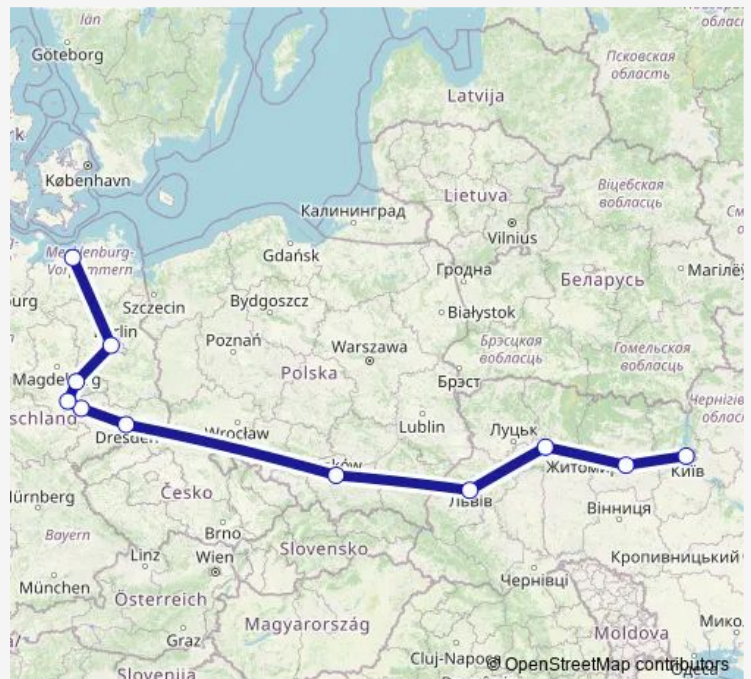 län
Göteborg
Псковская
область
Latvija
København
Lietuva
Віцебская
вобласць
Калининград
Vilnius
Mecklenburg-
Vorpommern
Gdańsk
Гродна
Беларусь
Szczecin
Bydgoszcz
Białystok
Poznań
Warszawa
Брэсцкая
вобласць
Гомельская
вобласць
Magdeburg
Polska
Брэст
Lublin
Dresden
Wrocław
Луцьк
Житомир
Київ
Львів
Česko
Вінниця
Bayern
Brno
Slovensko
Linz
Wien
Кропивницький
München
Österreich
Чернівці
Magyarország
Graz
Moldova
Cluj-Napoca
© OpenStreetMap contributors
Одеса
Slovenija